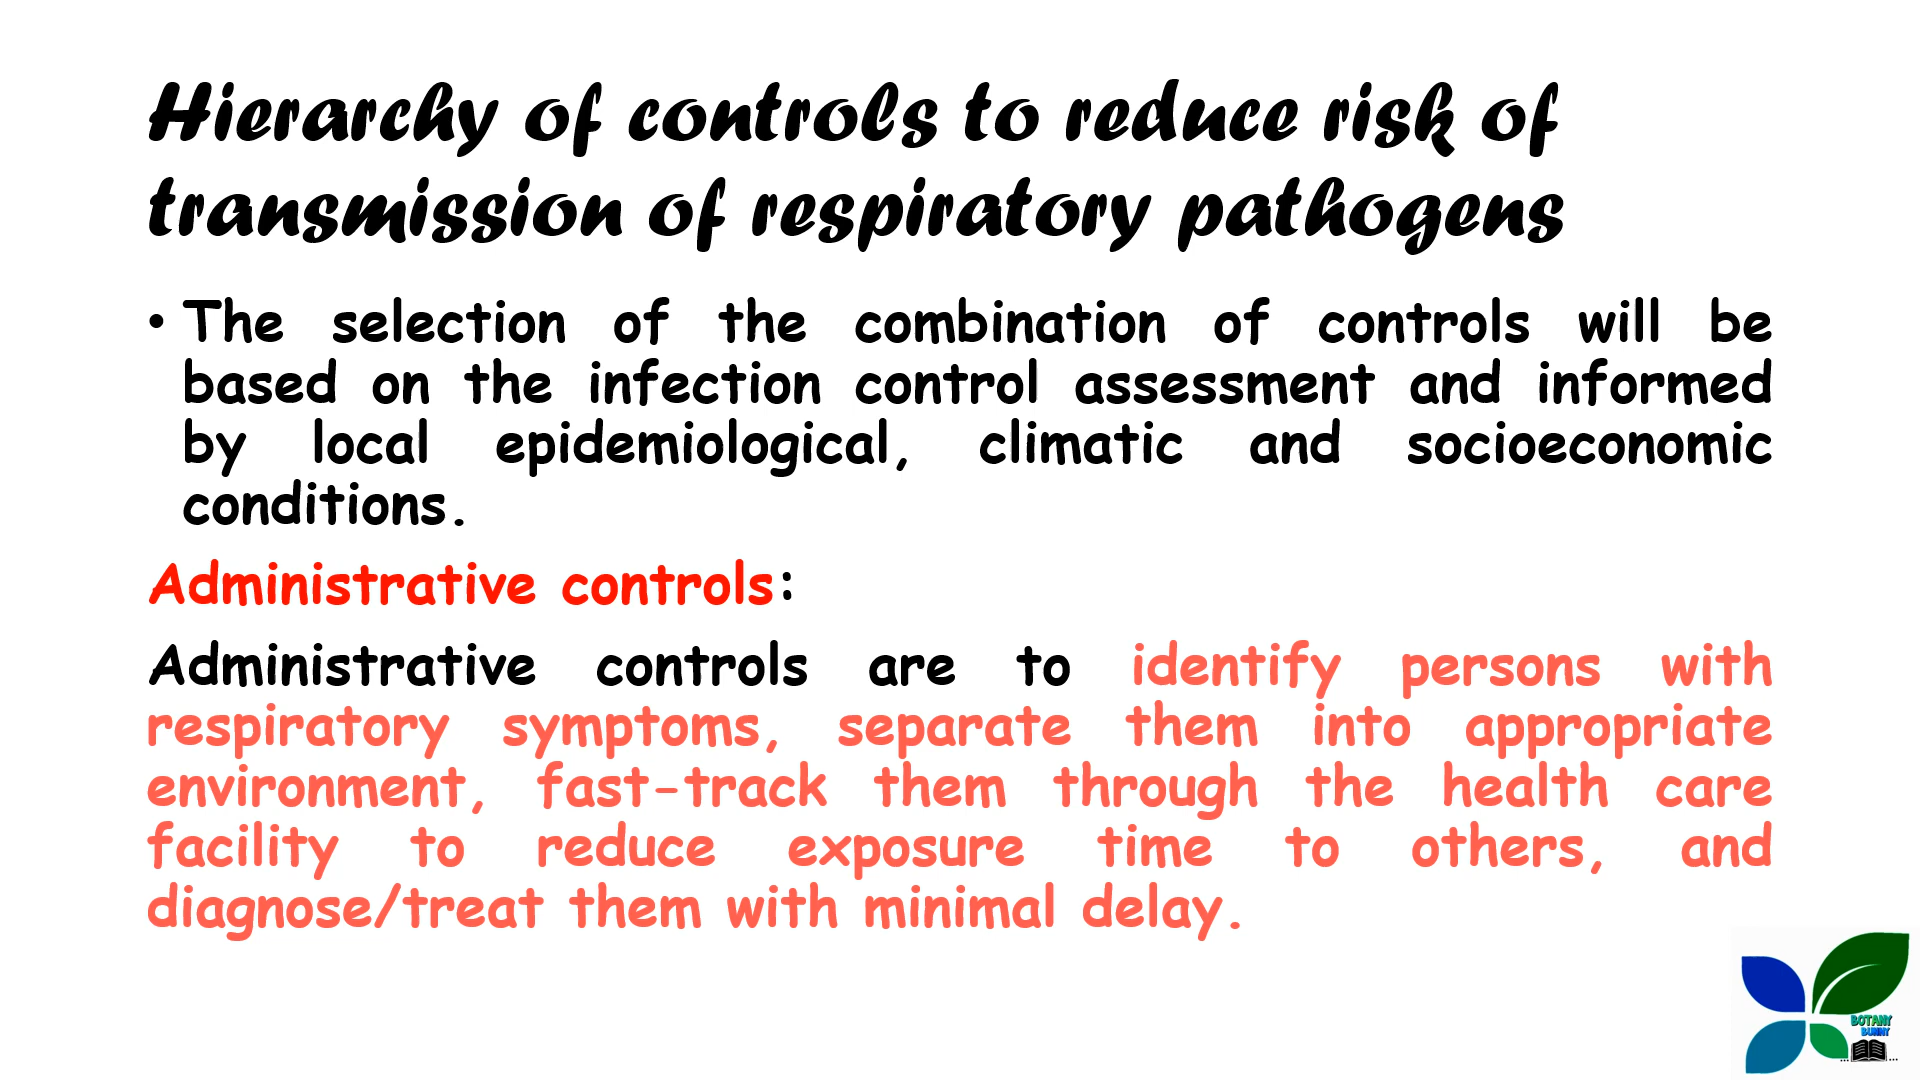 Hierarchy of controls to reduce risk of
transmission of respiratory pathogens
• The selection of the combination of controls will be
based on the infection control assessment and informed
by local epidemiological, climatic and socioeconomic
conditions.
Administrative controls:
Administrative controls are to identify persons with
respiratory symptoms, separate them into appropriate
environment, fast-track them through the health care
facility to reduce exposure time to others, and
diagnose/treat them with minimal delay.
BOTANY
BUNNY